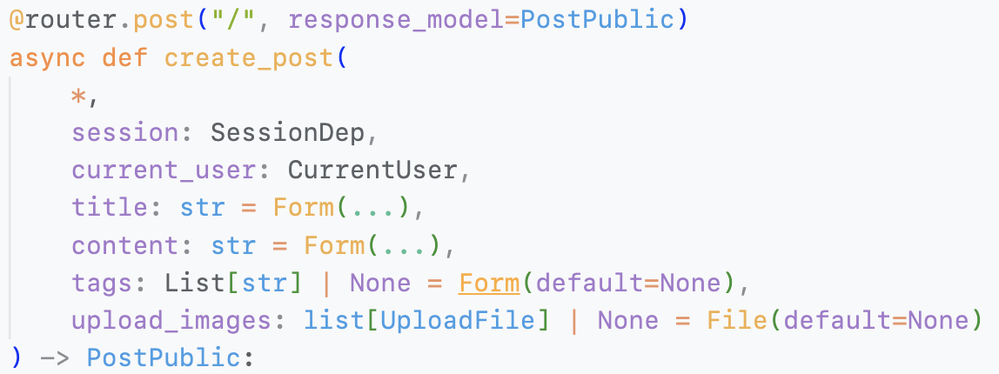 @router.post("/", response_model=PostPublic)
async def create_post(
    *,
    session: SessionDep,
    current_user: CurrentUser,
    title: str = Form(...),
    content: str = Form(...),
    tags: List[str] | None = Form(default=None),
    upload_images: list[UploadFile] | None = File(default=None)
) -> PostPublic: